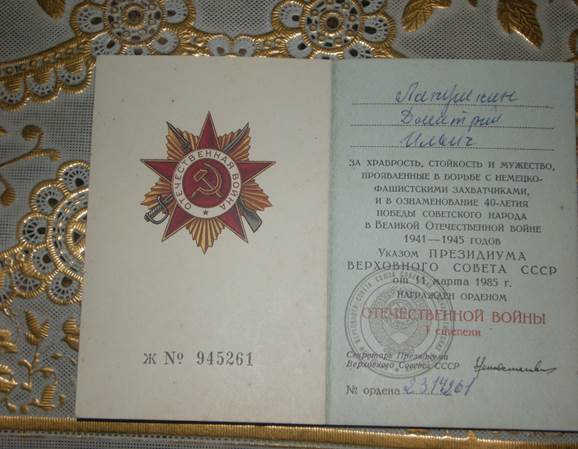 ОТЕЧЕСТВЕННАЯ ВОЙНА
Ж № 945261
Дмитрий
Ильич
ЗА ХРАБРОСТЬ, СТОЙКОСТЬ И МУЖЕСТВО,
ПРОЯВЛЕННЫЕ В БОРЬБЕ С НЕМЕЦКО-
ФАШИСТСКИМИ ЗАХВАТЧИКАМИ,
И В ОЗНАМЕНОВАНИЕ 40-ЛЕТИЯ
ПОБЕДЫ СОВЕТСКОГО НАРОДА
В ВЕЛИКОЙ ОТЕЧЕСТВЕННОЙ ВОЙНЕ
1941—1945 ГОДОВ
УКАЗОМ ПРЕЗИДИУМА
ВЕРХОВНОГО СОВЕТА СССР
от 11 марта 1985 г.
НАГРАЖДЕН ОРДЕНОМ
ОТЕЧЕСТВЕННОЙ ВОЙНЫ
I степени
Секретарь Президиума
Верховного Совета СССР
№ ордена 2314261